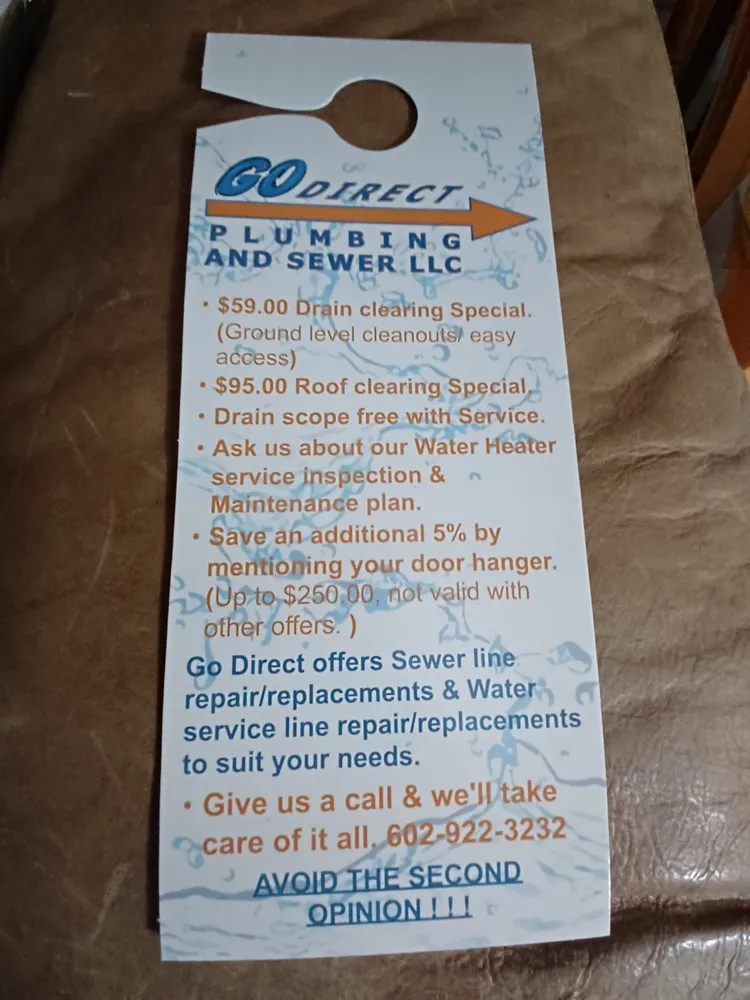 GO DIRECT
PLUMBING
AND SEWER LLC
• $59.00 Drain clearing Special.
(Ground level cleanouts/ easy
access)
• $95.00 Roof clearing Special.
• Drain scope free with Service.
• Ask us about our Water Heater
service inspection &
Maintenance plan.
• Save an additional 5% by
mentioning your door hanger.
(Up to $250.00, not valid with
other offers. )
Go Direct offers Sewer line
repair/replacements & Water
service line repair/replacements
to suit your needs.
• Give us a call & we'll take
care of it all. 602-922-3232
AVOID THE SECOND
OPINION ! ! !